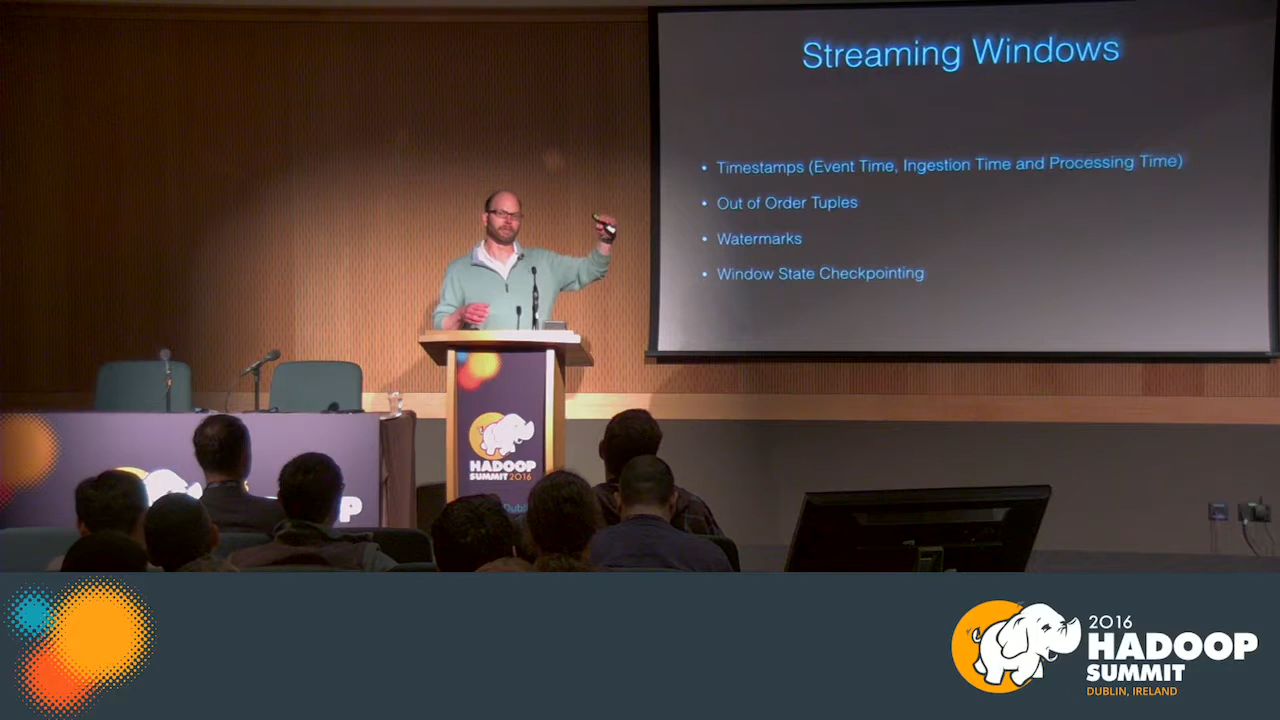 Streaming Windows
• Timestamps (Event Time, Ingestion Time and Processing Time)
• Out of Order Tuples
• Watermarks
• Window State Checkpointing
HADOOP
SUMMIT 2016
2016
HADOOP
SUMMIT
DUBLIN, IRELAND